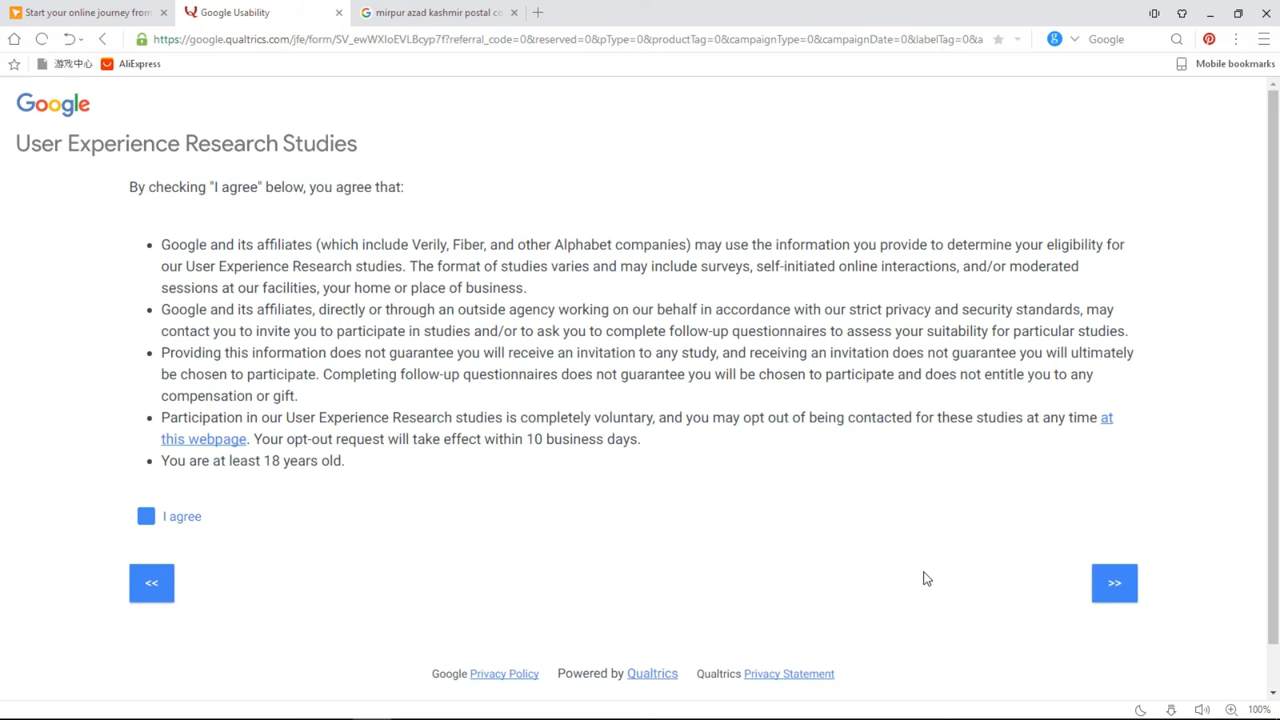 Start your online journey from
Google Usability
mirpur azad kashmir postal co
https://google.qualtrics.com/jfe/form/SV_ewWXIoEVLBcyp7f?referral_code=0&reserved=0&pType=0&productTag=0&campaignType=0&campaignDate=0&labelTag=0&a
Google
游戏中心
AliExpress
Mobile bookmarks
Google
User Experience Research Studies
By checking "I agree" below, you agree that:
• Google and its affiliates (which include Verily, Fiber, and other Alphabet companies) may use the information you provide to determine your eligibility for
our User Experience Research studies. The format of studies varies and may include surveys, self-initiated online interactions, and/or moderated
sessions at our facilities, your home or place of business.
• Google and its affiliates, directly or through an outside agency working on our behalf in accordance with our strict privacy and security standards, may
contact you to invite you to participate in studies and/or to ask you to complete follow-up questionnaires to assess your suitability for particular studies.
• Providing this information does not guarantee you will receive an invitation to any study, and receiving an invitation does not guarantee you will ultimately
be chosen to participate. Completing follow-up questionnaires does not guarantee you will be chosen to participate and does not entitle you to any
compensation or gift.
• Participation in our User Experience Research studies is completely voluntary, and you may opt out of being contacted for these studies at any time at
this webpage. Your opt-out request will take effect within 10 business days.
• You are at least 18 years old.
I agree
<<
>>
Google Privacy Policy Powered by Qualtrics Qualtrics Privacy Statement
100%